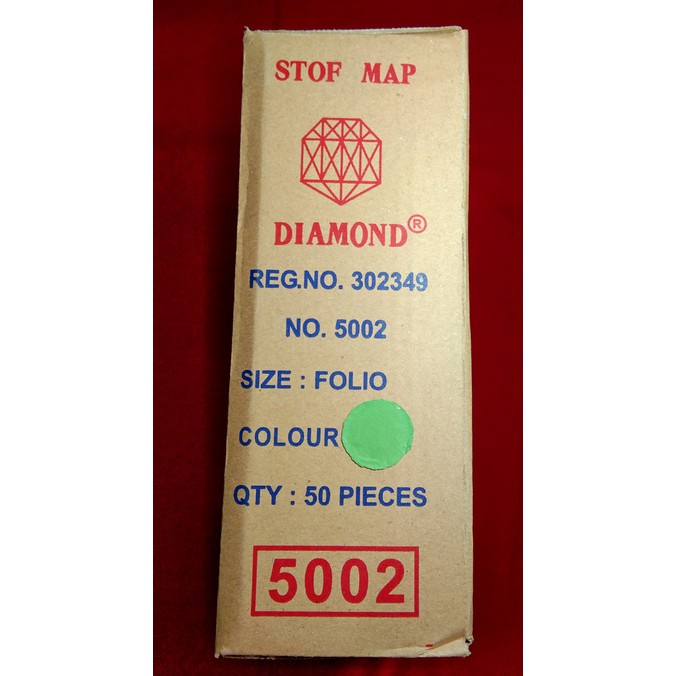 STOF MAP
DIAMOND®
REG.NO. 302349
NO. 5002
SIZE : FOLIO
COLOUR
QTY : 50 PIECES
5002